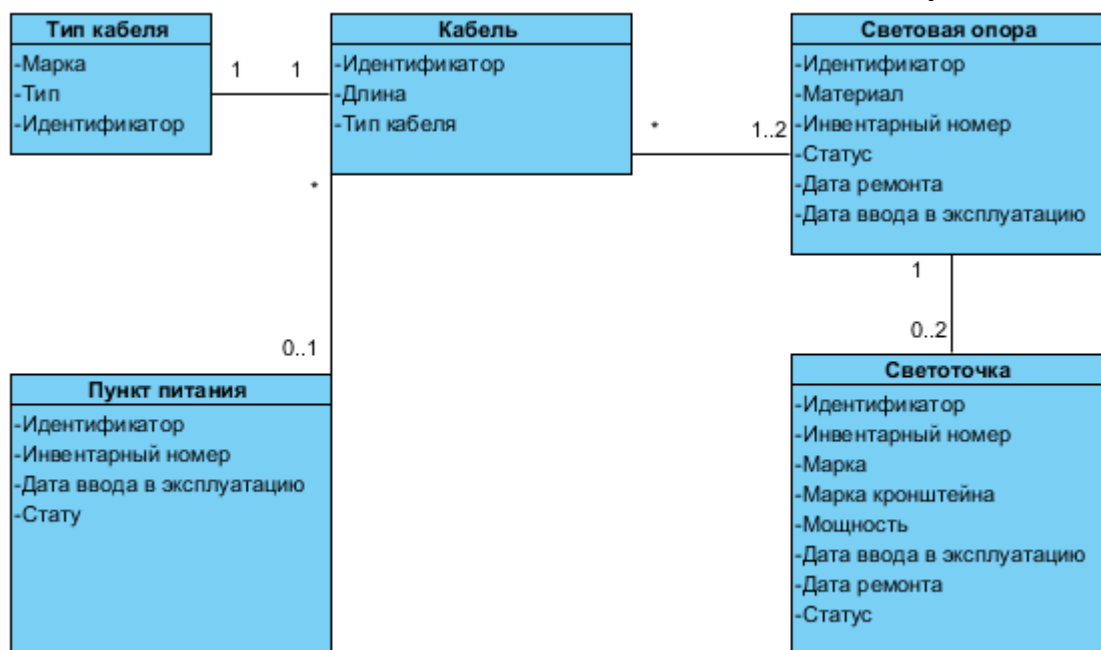 Тип кабеля
-Марка
-Тип
-Идентификатор
1
1
Кабель
-Идентификатор
-Длина
-Тип кабеля
*
1..2
Световая опора
-Идентификатор
-Материал
-Инвентарный номер
-Статус
-Дата ремонта
-Дата ввода в эксплуатацию
*
0..1
1
0..2
Пункт питания
-Идентификатор
-Инвентарный номер
-Дата ввода в эксплуатацию
-Стату
Светоточка
-Идентификатор
-Инвентарный номер
-Марка
-Марка кронштейна
-Мощность
-Дата ввода в эксплуатацию
-Дата ремонта
-Статус